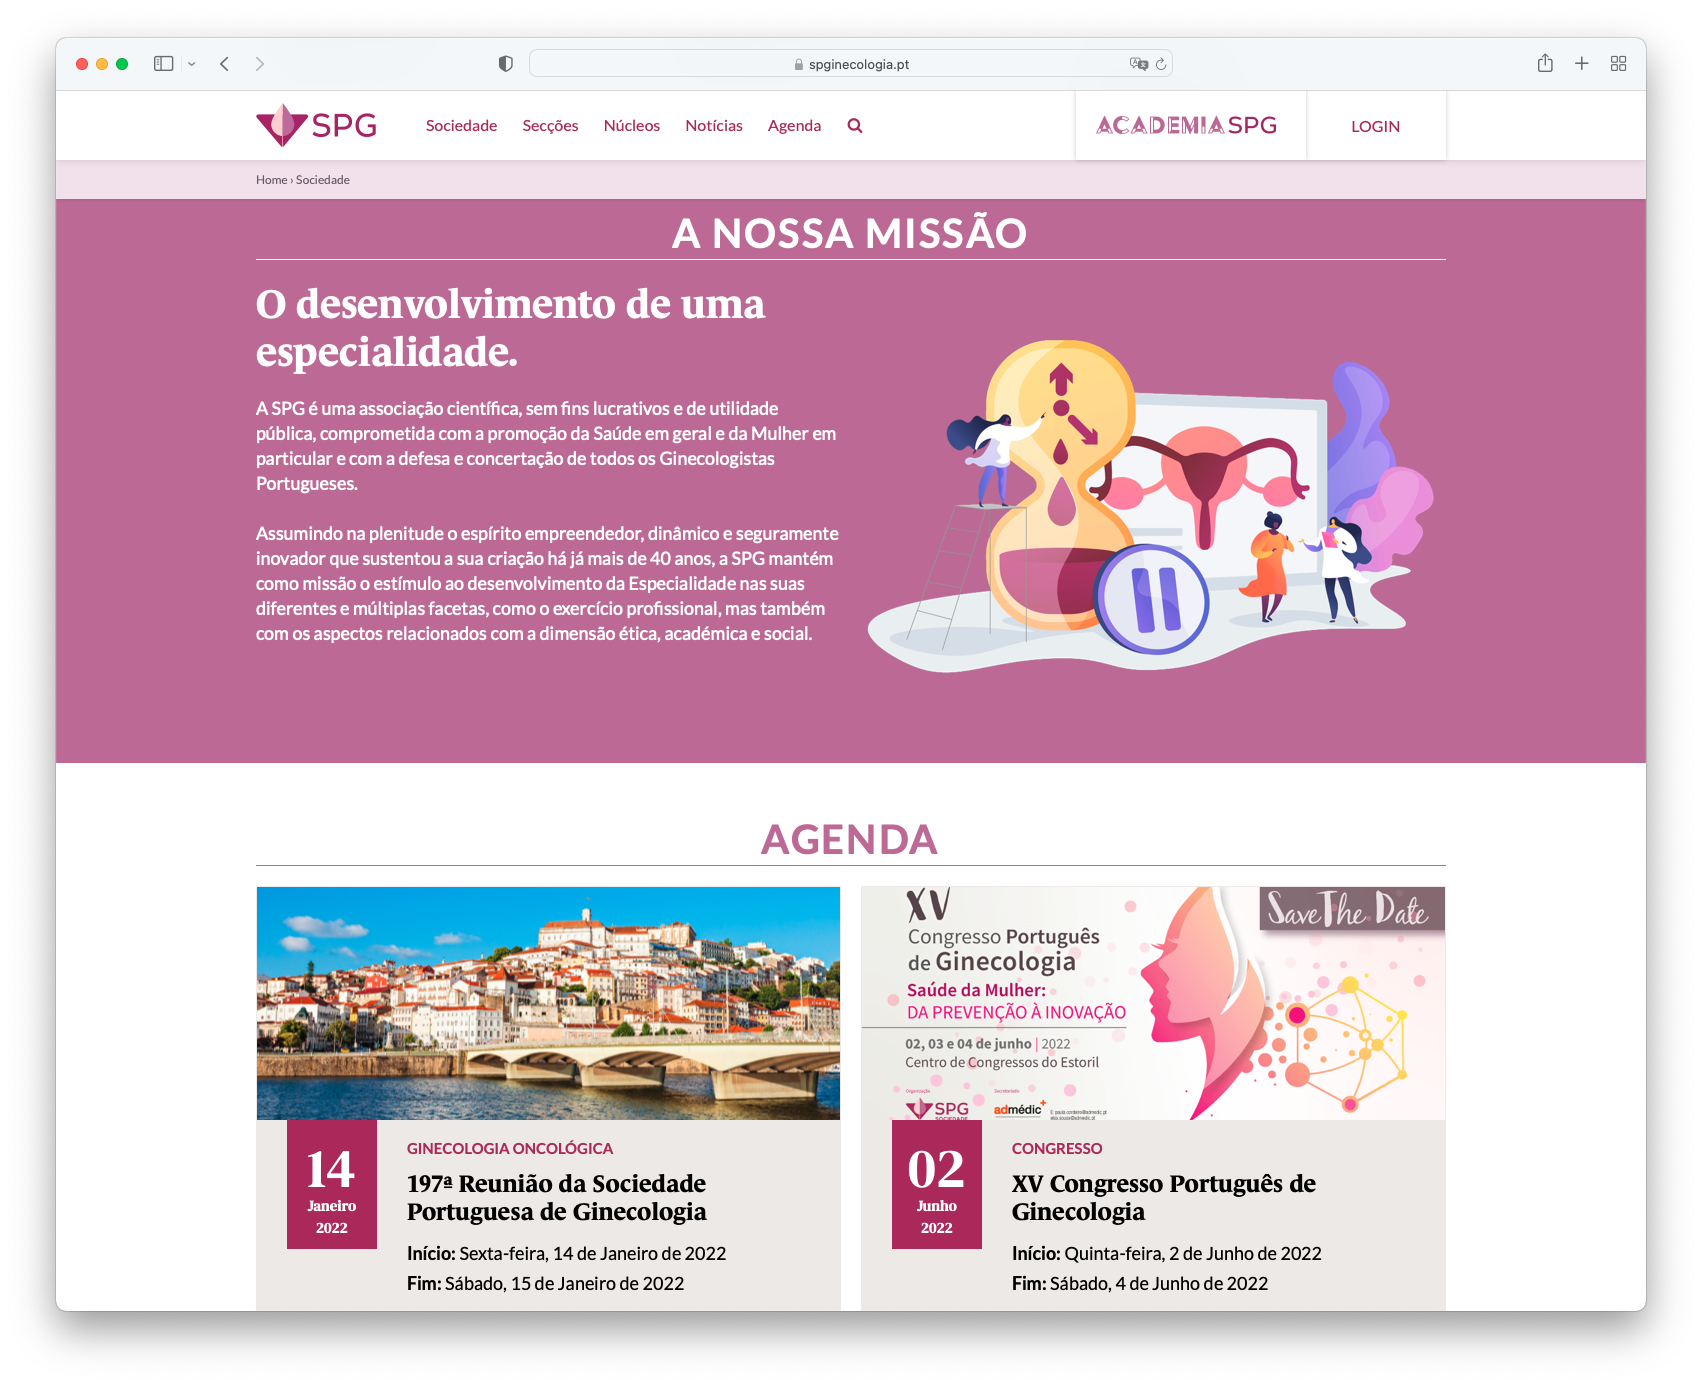 spginecologia.pt
SPG
Sociedade Secções Núcleos Notícias Agenda
ACADEMIA SPG
LOGIN
Home › Sociedade
A NOSSA MISSÃO
O desenvolvimento de uma
especialidade.
A SPG é uma associação científica, sem fins lucrativos e de utilidade
pública, comprometida com a promoção da Saúde em geral e da Mulher em
particular e com a defesa e concertação de todos os Ginecologistas
Portugueses.
Assumindo na plenitude o espírito empreendedor, dinâmico e seguramente
inovador que sustentou a sua criação há já mais de 40 anos, a SPG mantém
como missão o estímulo ao desenvolvimento da Especialidade nas suas
diferentes e múltiplas facetas, como o exercício profissional, mas também
com os aspectos relacionados com a dimensão ética, académica e social.
AGENDA
14
Janeiro
2022
GINECOLOGIA ONCOLÓGICA
197ª Reunião da Sociedade
Portuguesa de Ginecologia
Início: Sexta-feira, 14 de Janeiro de 2022
Fim: Sábado, 15 de Janeiro de 2022
XV
Congresso Português
de Ginecologia
Saúde da Mulher:
DA PREVENÇÃO À INOVAÇÃO
02, 03 e 04 de junho | 2022
Centro de Congressos do Estoril
Save The Date
Organização
SPG
SOCIEDADE
Secretariado
admédic+
02
Junho
2022
CONGRESSO
XV Congresso Português de
Ginecologia
Início: Quinta-feira, 2 de Junho de 2022
Fim: Sábado, 4 de Junho de 2022